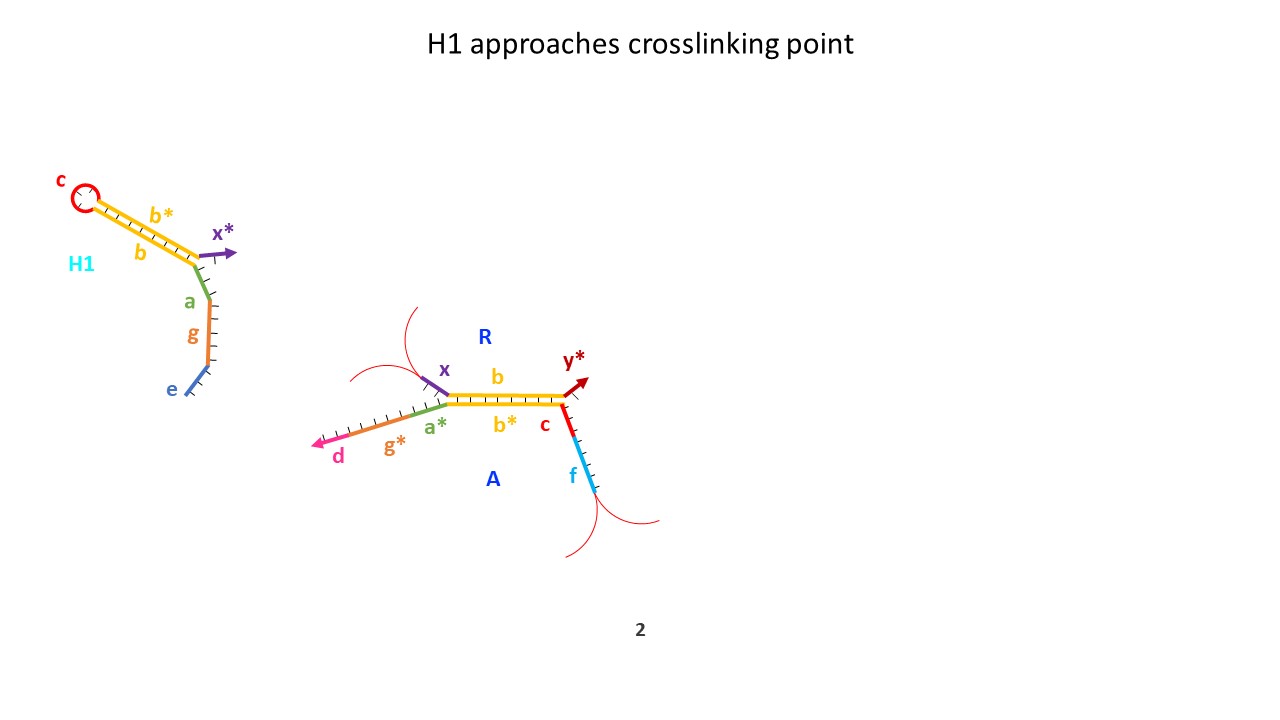 H1 approaches crosslinking point
c
b*
x*
b
H1
a
g
e
R
y*
x
b
a*
b*
c
g*
d
A
f
2